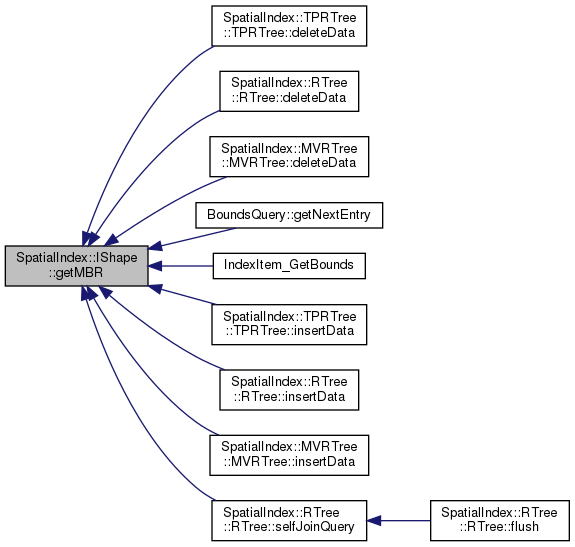 SpatialIndex::TPRTree
::TPRTree::deleteData
SpatialIndex::RTree
::RTree::deleteData
SpatialIndex::MVRTree
::MVRTree::deleteData
BoundsQuery::getNextEntry
SpatialIndex::IShape
::getMBR
IndexItem_GetBounds
SpatialIndex::TPRTree
::TPRTree::insertData
SpatialIndex::RTree
::RTree::insertData
SpatialIndex::MVRTree
::MVRTree::insertData
SpatialIndex::RTree
::RTree::selfJoinQuery
SpatialIndex::RTree
::RTree::flush